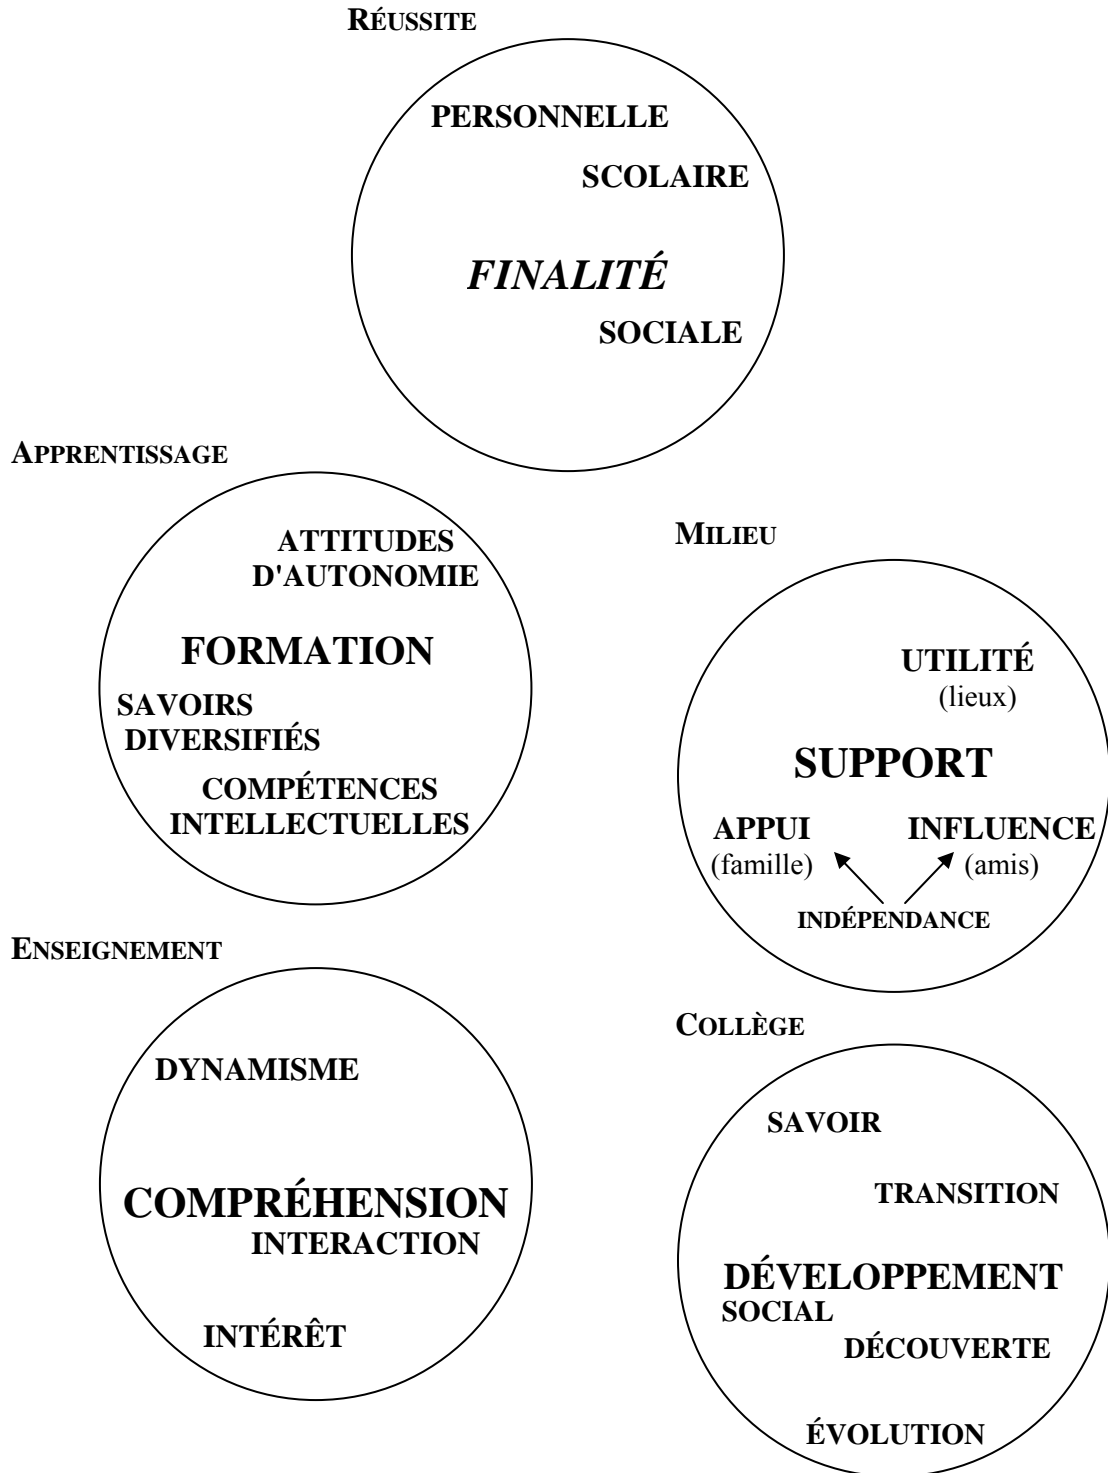 RÉUSSITE
PERSONNELLE
SCOLAIRE
FINALITÉ
SOCIALE
APPRENTISSAGE
ATTITUDES
D'AUTONOMIE
FORMATION
SAVOIRS
DIVERSIFIÉS
COMPÉTENCES
INTELLECTUELLES
MILIEU
UTILITÉ
(lieux)
SUPPORT
APPUI INFLUENCE
(famille) (amis)
INDÉPENDANCE
ENSEIGNEMENT
DYNAMISME
COMPRÉHENSION
INTERACTION
INTÉRÊT
COLLÈGE
SAVOIR
TRANSITION
DÉVELOPPEMENT
SOCIAL
DÉCOUVERTE
ÉVOLUTION